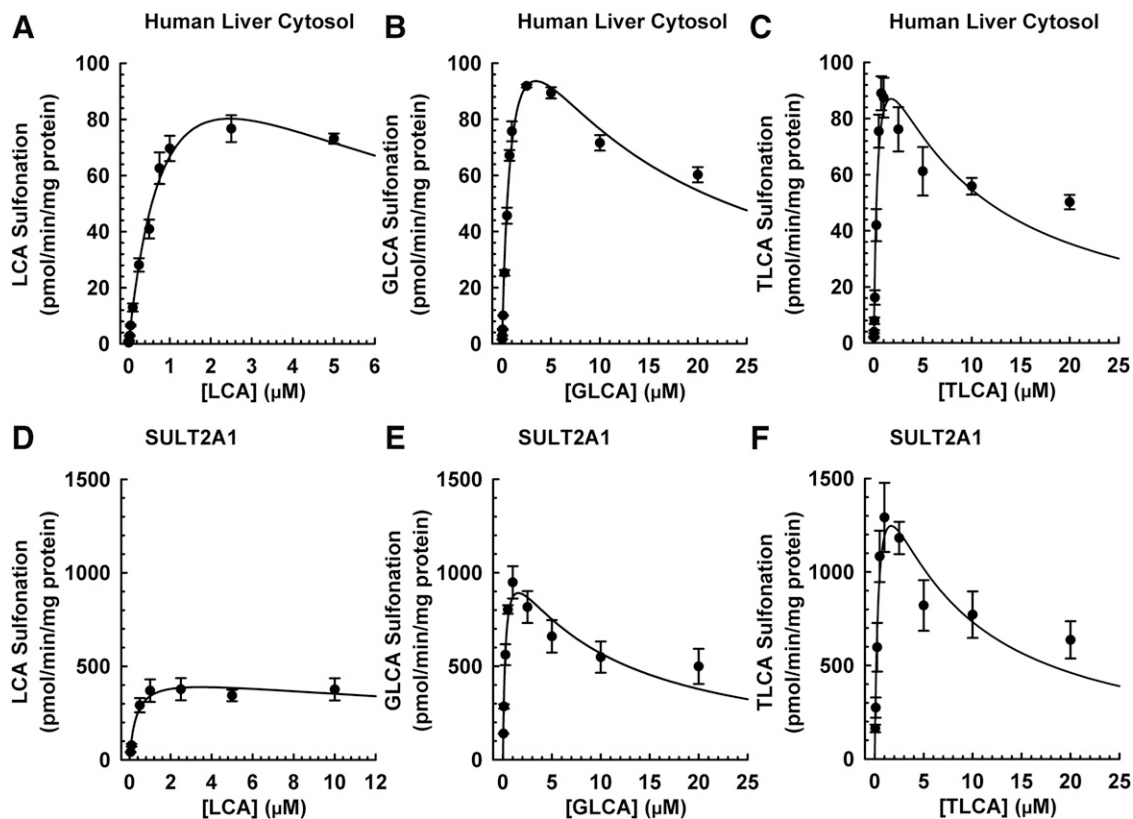 A Human Liver Cytosol
LCA Sulfonation
(pmol/min/mg protein)
100
80
60
40
20
0
0 1 2 3 4 5 6
[LCA] (µM)
B Human Liver Cytosol
GLCA Sulfonation
(pmol/min/mg protein)
100
80
60
40
20
0
0 5 10 15 20 25
[GLCA] (µM)
C Human Liver Cytosol
TLCA Sulfonation
(pmol/min/mg protein)
100
80
60
40
20
0
0 5 10 15 20 25
[TLCA] (µM)
D SULT2A1
LCA Sulfonation
(pmol/min/mg protein)
1500
1000
500
0
0 2 4 6 8 10 12
[LCA] (µM)
E SULT2A1
GLCA Sulfonation
(pmol/min/mg protein)
1500
1000
500
0
0 5 10 15 20 25
[GLCA] (µM)
F SULT2A1
TLCA Sulfonation
(pmol/min/mg protein)
1500
1000
500
0
0 5 10 15 20 25
[TLCA] (µM)